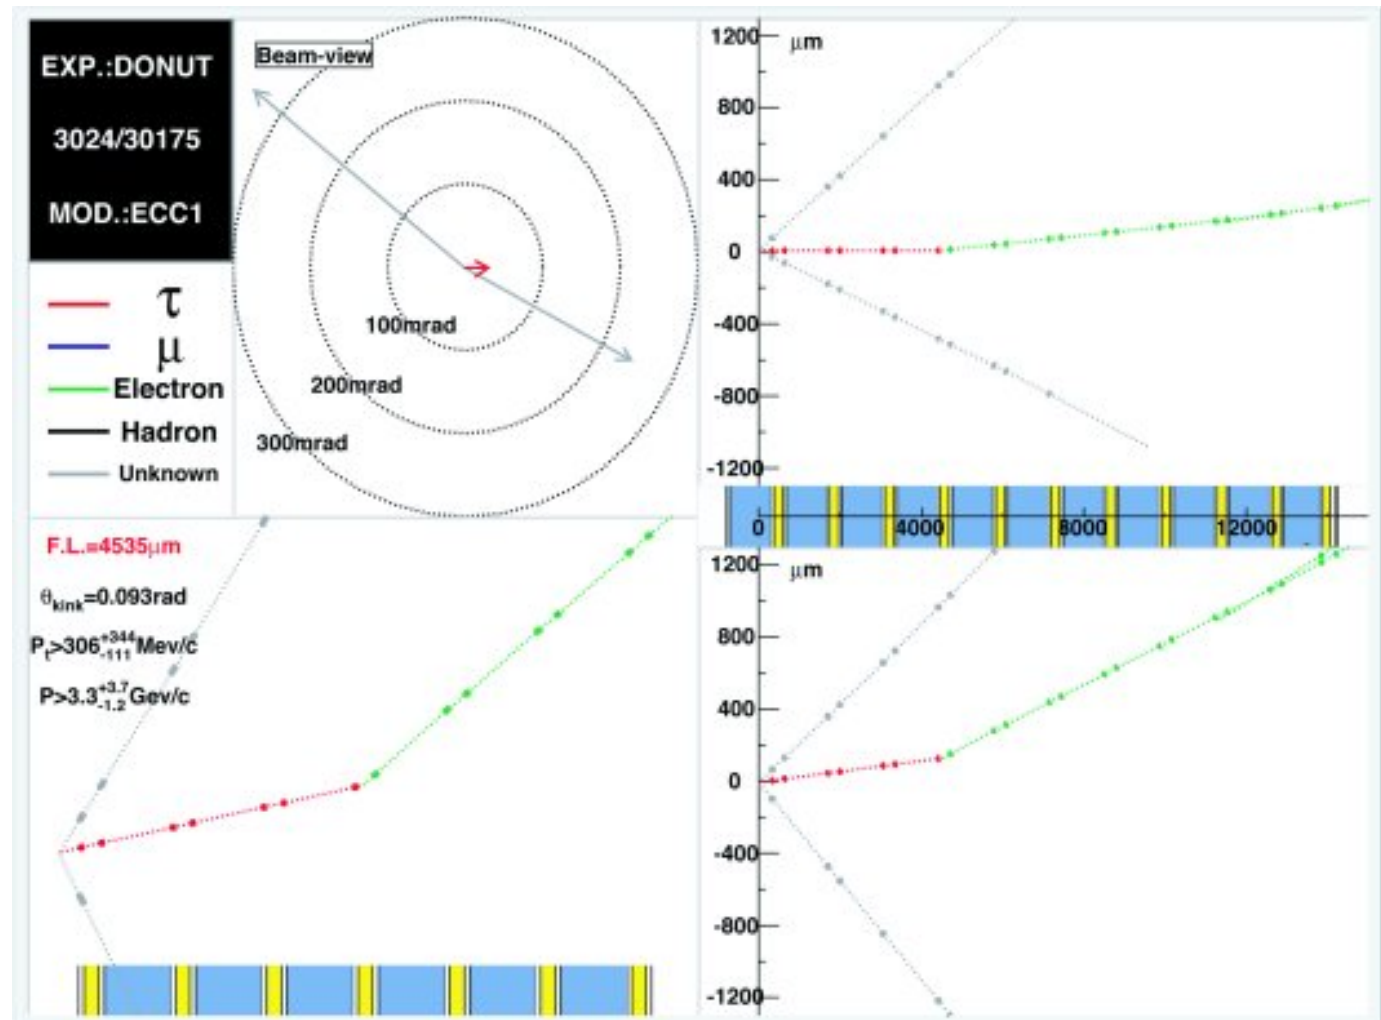 EXP.:DONUT
3024/30175
MOD.:ECC1
τ
μ
Electron
Hadron
Unknown
Beam-view
100mrad
200mrad
300mrad
1200
μm
800
400
0
-400
-800
-1200
0
4000
8000
12000
F.L.=4535μm
θkink=0.093rad
Pt>306+344-111Mev/c
P>3.3+3.7-1.2Gev/c
1200
μm
800
400
0
-400
-800
-1200